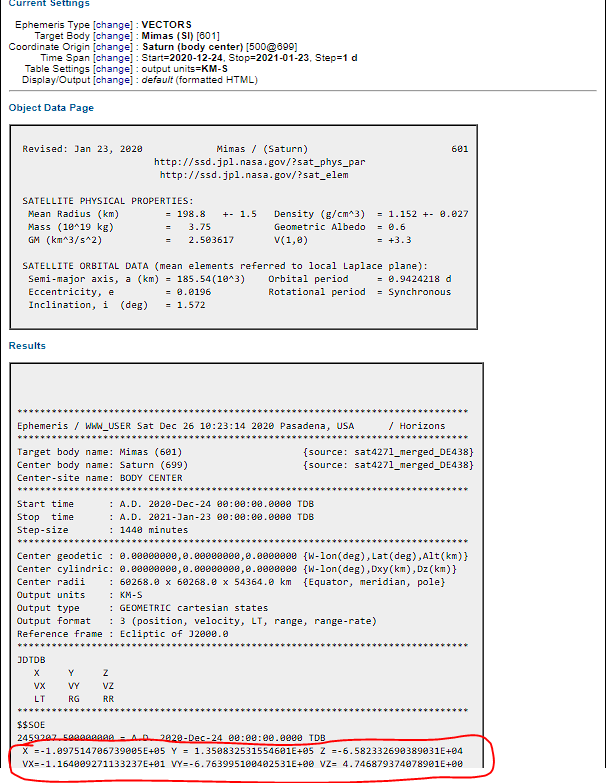 Current Settings
Ephemeris Type [change] : VECTORS
Target Body [change] : Mimas (SI) [601]
Coordinate Origin [change] : Saturn (body center) [500@699]
Time Span [change] : Start=2020-12-24, Stop=2021-01-23, Step=1 d
Table Settings [change] : output units=KM-S
Display/Output [change] : default (formatted HTML)
Object Data Page
Revised: Jan 23, 2020 Mimas / (Saturn) 601
http://ssd.jpl.nasa.gov/?sat_phys_par
http://ssd.jpl.nasa.gov/?sat_elem
SATELLITE PHYSICAL PROPERTIES:
Mean Radius (km) = 198.8 +- 1.5 Density (g/cm^3) = 1.152 +- 0.027
Mass (10^19 kg) = 3.75 Geometric Albedo = 0.6
GM (km^3/s^2) = 2.503617 V(1,0) = +3.3
SATELLITE ORBITAL DATA (mean elements referred to local Laplace plane):
Semi-major axis, a (km) = 185.54(10^3) Orbital period = 0.9424218 d
Eccentricity, e = 0.0196 Rotational period = Synchronous
Inclination, i (deg) = 1.572
Results
*******************************************************************************
Ephemeris / WWW_USER Sat Dec 26 10:23:14 2020 Pasadena, USA / Horizons
*******************************************************************************
Target body name: Mimas (601) {source: sat427l_merged_DE438}
Center body name: Saturn (699) {source: sat427l_merged_DE438}
Center-site name: BODY CENTER
*******************************************************************************
Start time : A.D. 2020-Dec-24 00:00:00.0000 TDB
Stop time : A.D. 2021-Jan-23 00:00:00.0000 TDB
Step-size : 1440 minutes
*******************************************************************************
Center geodetic : 0.00000000,0.00000000,0.0000000 {W-lon(deg),Lat(deg),Alt(km)}
Center cylindric: 0.00000000,0.00000000,0.0000000 {W-lon(deg),Dxy(km),Dz(km)}
Center radii : 60268.0 x 60268.0 x 54364.0 km {Equator, meridian, pole}
Output units : KM-S
Output type : GEOMETRIC cartesian states
Output format : 3 (position, velocity, LT, range, range-rate)
Reference frame : Ecliptic of J2000.0
*******************************************************************************
JDTDB
X Y Z
VX VY VZ
LT RG RR
*******************************************************************************
$$SOE
2459207.500000000 = A.D. 2020-Dec-24 00:00:00.0000 TDB
X =-1.097514706739005E+05 Y = 1.350832531554601E+05 Z =-6.582332690389031E+04
VX=-1.164009271133237E+01 VY=-6.763995100402531E+00 VZ= 4.746879374078901E+00